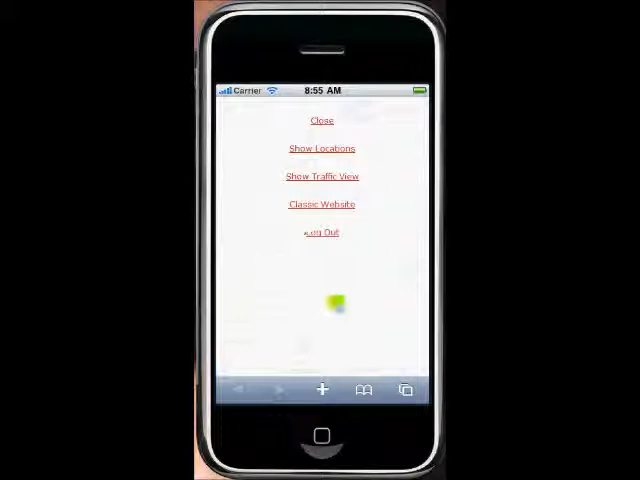 Carrier 8:55 AM
Close
Show Locations
Show Traffic View
Classic Website
Log Out